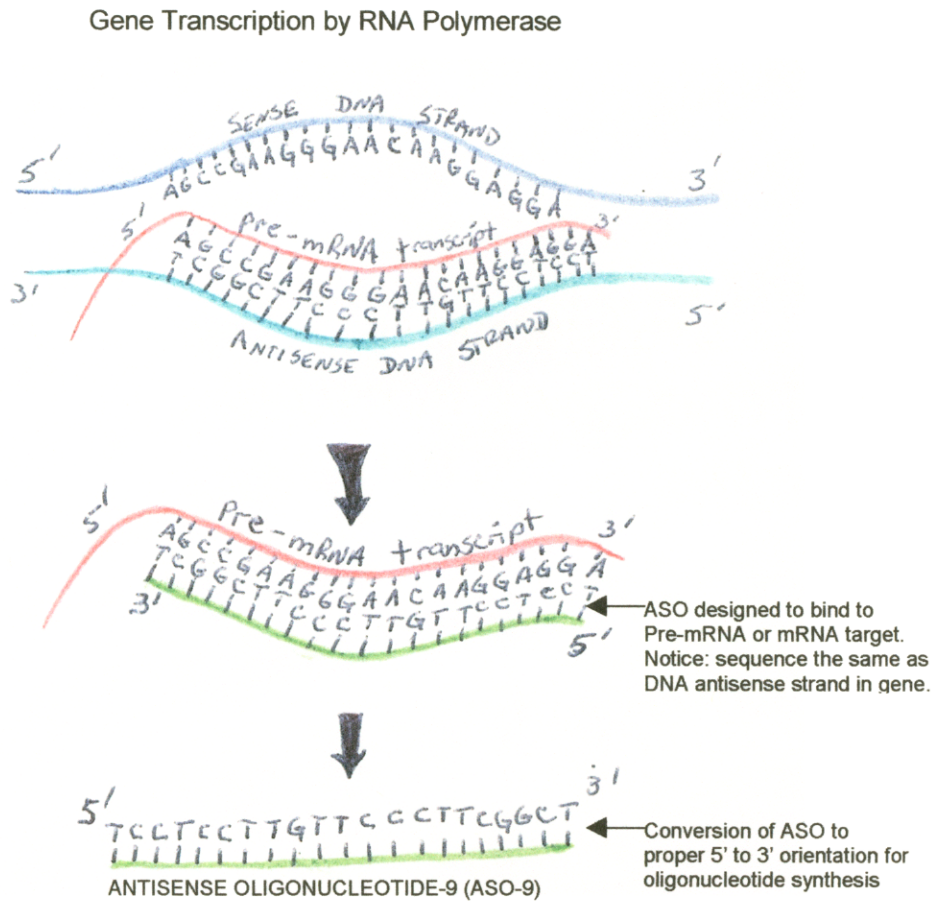 Gene Transcription by RNA Polymerase
SENSE DNA STRAND
5' AGCCGAAGGGAACAAGGAGGA 3'
5' Pre-mRNA transcript 3'
AGCCGAAGGGAACAAGGAGGA
3' TCGGCTTCCCTTGTTCCTCCT 5'
ANTISENSE DNA STRAND
5' Pre-mRNA transcript 3'
AGCCGAAGGGAACAAGGAGGA
TCGGCTTCCCTTGTTCCTCCT
3' 5'
ASO designed to bind to
Pre-mRNA or mRNA target.
Notice: sequence the same as
DNA antisense strand in gene.
5' TCCTCCTTGTTCCCTTCGGCT 3'
Conversion of ASO to
proper 5' to 3' orientation for
oligonucleotide synthesis
ANTISENSE OLIGONUCLEOTIDE-9 (ASO-9)